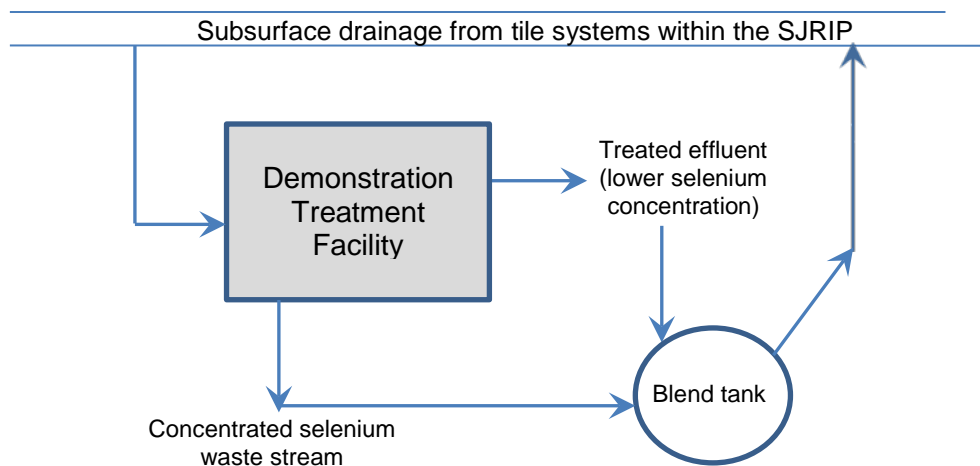 Subsurface drainage from tile systems within the SJRIP
Demonstration
Treatment
Facility
Treated effluent
(lower selenium
concentration)
Blend tank
Concentrated selenium
waste stream